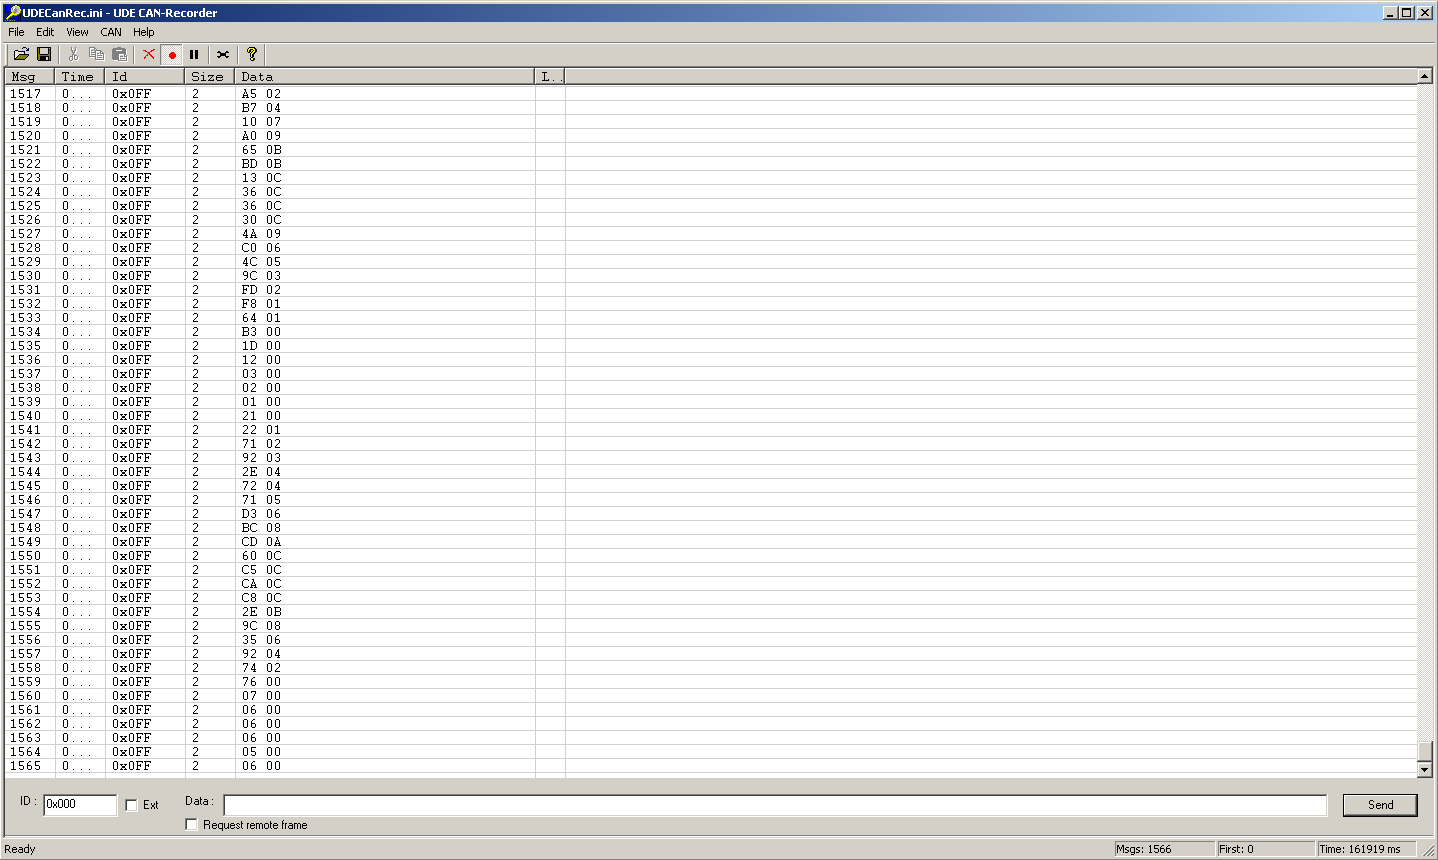 UDECanRec.ini - UDE CAN-Recorder
File Edit View CAN Help
Msg Time Id Size Data L..
1517 0... 0x0FF 2 A5 02
1518 0... 0x0FF 2 B7 04
1519 0... 0x0FF 2 10 07
1520 0... 0x0FF 2 A0 09
1521 0... 0x0FF 2 65 0B
1522 0... 0x0FF 2 BD 0B
1523 0... 0x0FF 2 13 0C
1524 0... 0x0FF 2 36 0C
1525 0... 0x0FF 2 36 0C
1526 0... 0x0FF 2 30 0C
1527 0... 0x0FF 2 4A 09
1528 0... 0x0FF 2 C0 06
1529 0... 0x0FF 2 4C 05
1530 0... 0x0FF 2 9C 03
1531 0... 0x0FF 2 FD 02
1532 0... 0x0FF 2 F8 01
1533 0... 0x0FF 2 64 01
1534 0... 0x0FF 2 B3 00
1535 0... 0x0FF 2 1D 00
1536 0... 0x0FF 2 12 00
1537 0... 0x0FF 2 03 00
1538 0... 0x0FF 2 02 00
1539 0... 0x0FF 2 01 00
1540 0... 0x0FF 2 21 00
1541 0... 0x0FF 2 22 01
1542 0... 0x0FF 2 71 02
1543 0... 0x0FF 2 92 03
1544 0... 0x0FF 2 2E 04
1545 0... 0x0FF 2 72 04
1546 0... 0x0FF 2 71 05
1547 0... 0x0FF 2 D3 06
1548 0... 0x0FF 2 BC 08
1549 0... 0x0FF 2 CD 0A
1550 0... 0x0FF 2 60 0C
1551 0... 0x0FF 2 C5 0C
1552 0... 0x0FF 2 CA 0C
1553 0... 0x0FF 2 C8 0C
1554 0... 0x0FF 2 2E 0B
1555 0... 0x0FF 2 9C 08
1556 0... 0x0FF 2 35 06
1557 0... 0x0FF 2 92 04
1558 0... 0x0FF 2 74 02
1559 0... 0x0FF 2 76 00
1560 0... 0x0FF 2 07 00
1561 0... 0x0FF 2 06 00
1562 0... 0x0FF 2 06 00
1563 0... 0x0FF 2 06 00
1564 0... 0x0FF 2 05 00
1565 0... 0x0FF 2 06 00
ID : 0x000 Ext Data : Send
Request remote frame
Ready Msgs: 1566 First: 0 Time: 161919 ms